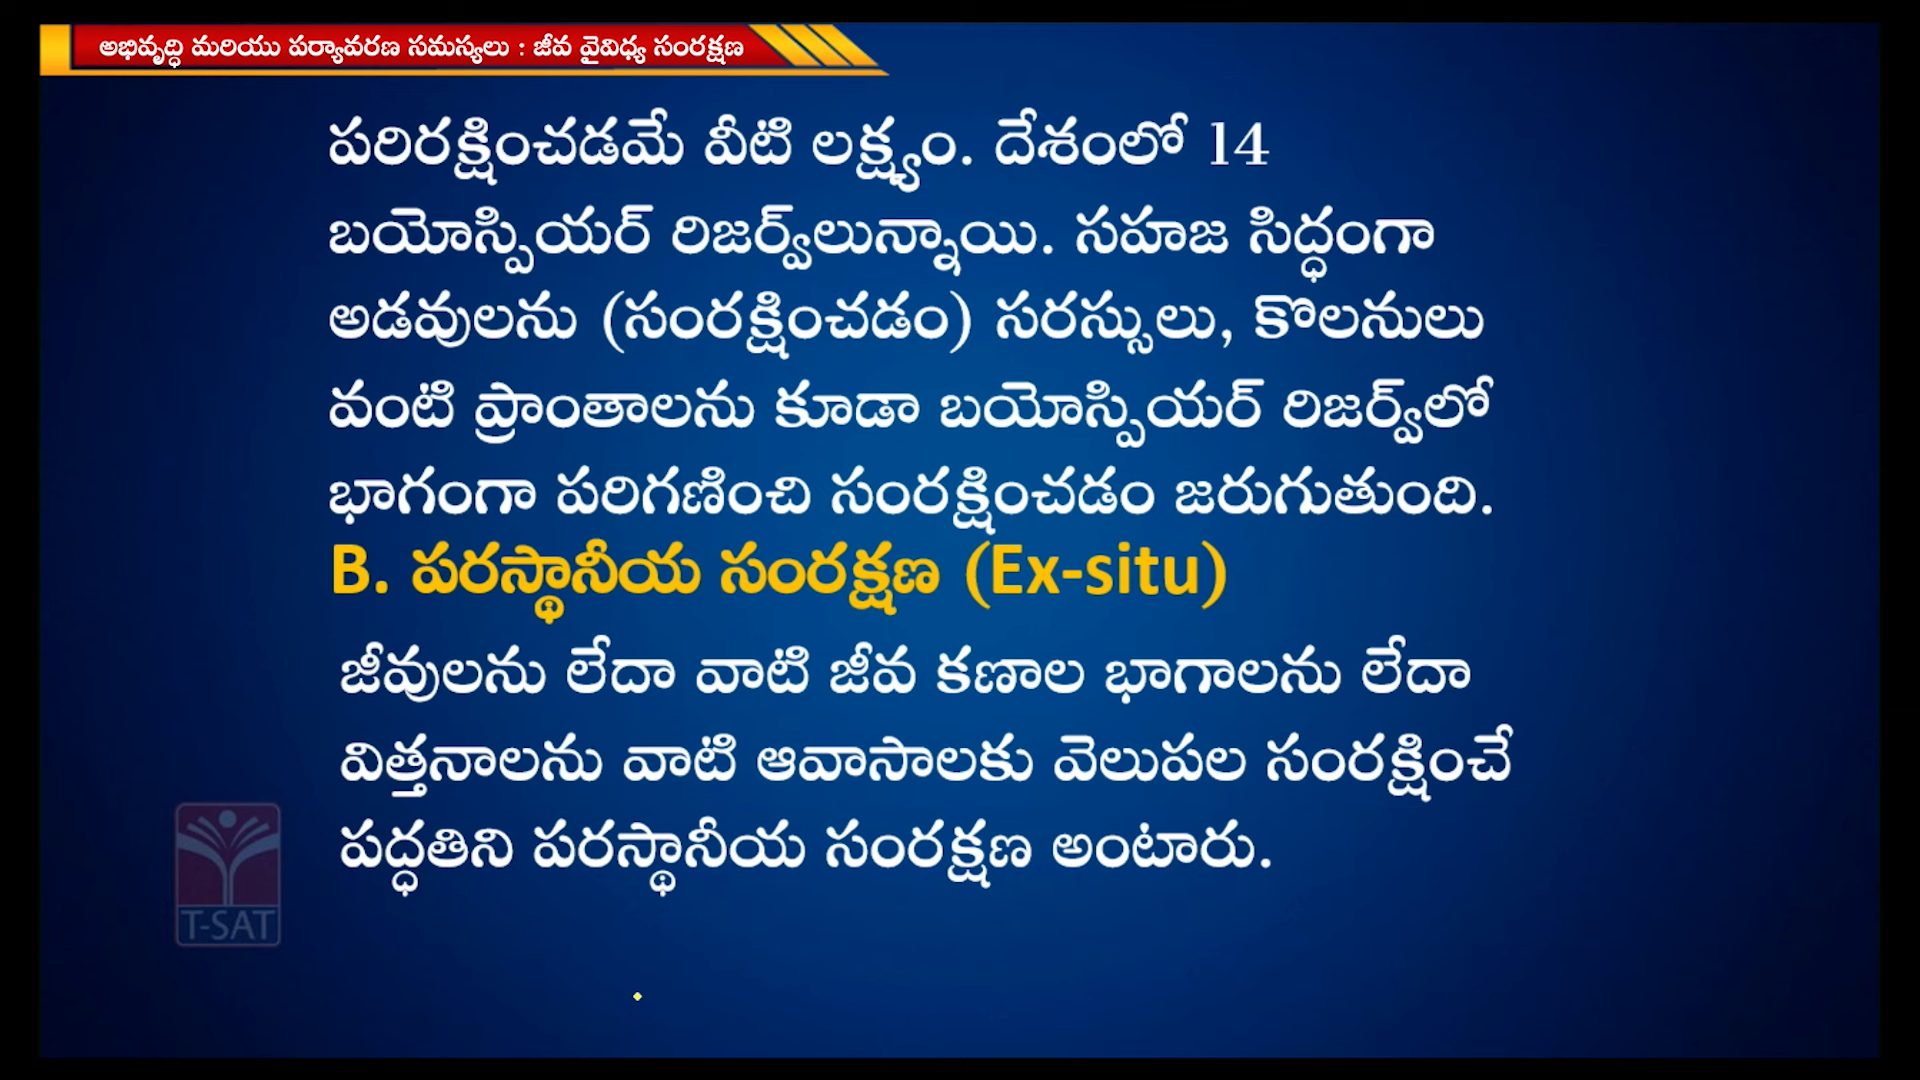 అభివృద్ధి మరియు పర్యావరణ సమస్యలు : జీవ వైవిధ్య సంరక్షణ
పరిరక్షించడమే వీటి లక్ష్యం. దేశంలో 14
బయోస్పియర్ రిజర్వ్‌లున్నాయి. సహజ సిద్ధంగా
అడవులను (సంరక్షించడం) సరస్సులు, కొలనులు
వంటి ప్రాంతాలను కూడా బయోస్పియర్ రిజర్వ్‌లో
భాగంగా పరిగణించి సంరక్షించడం జరుగుతుంది.
B. పరస్థానీయ సంరక్షణ (Ex-situ)
జీవులను లేదా వాటి జీవ కణాల భాగాలను లేదా
విత్తనాలను వాటి ఆవాసాలకు వెలుపల సంరక్షించే
పద్ధతిని పరస్థానీయ సంరక్షణ అంటారు.
T-SAT